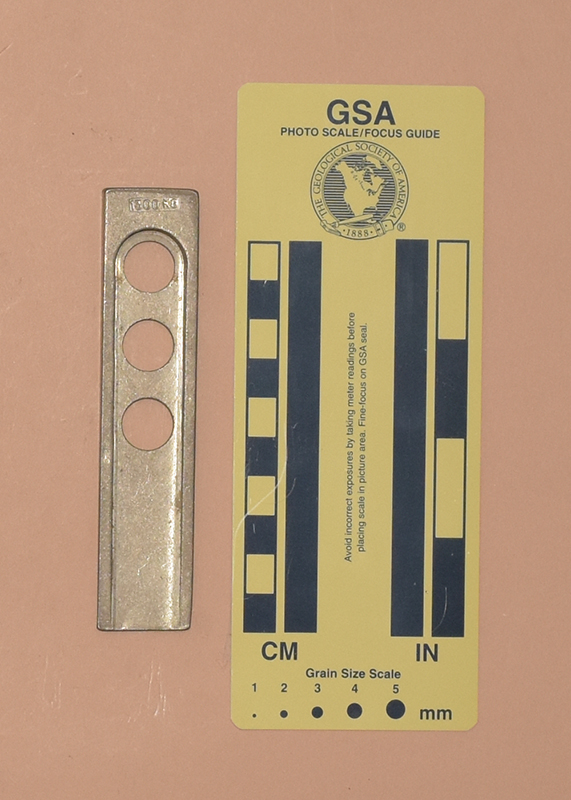 1200 KG
GSA
PHOTO SCALE/FOCUS GUIDE
THE GEOLOGICAL SOCIETY OF AMERICA
·1888·
®
Avoid incorrect exposures by taking meter readings before
placing scale in picture area. Fine-focus on GSA seal.
CM
IN
Grain Size Scale
1 2 3 4 5
mm